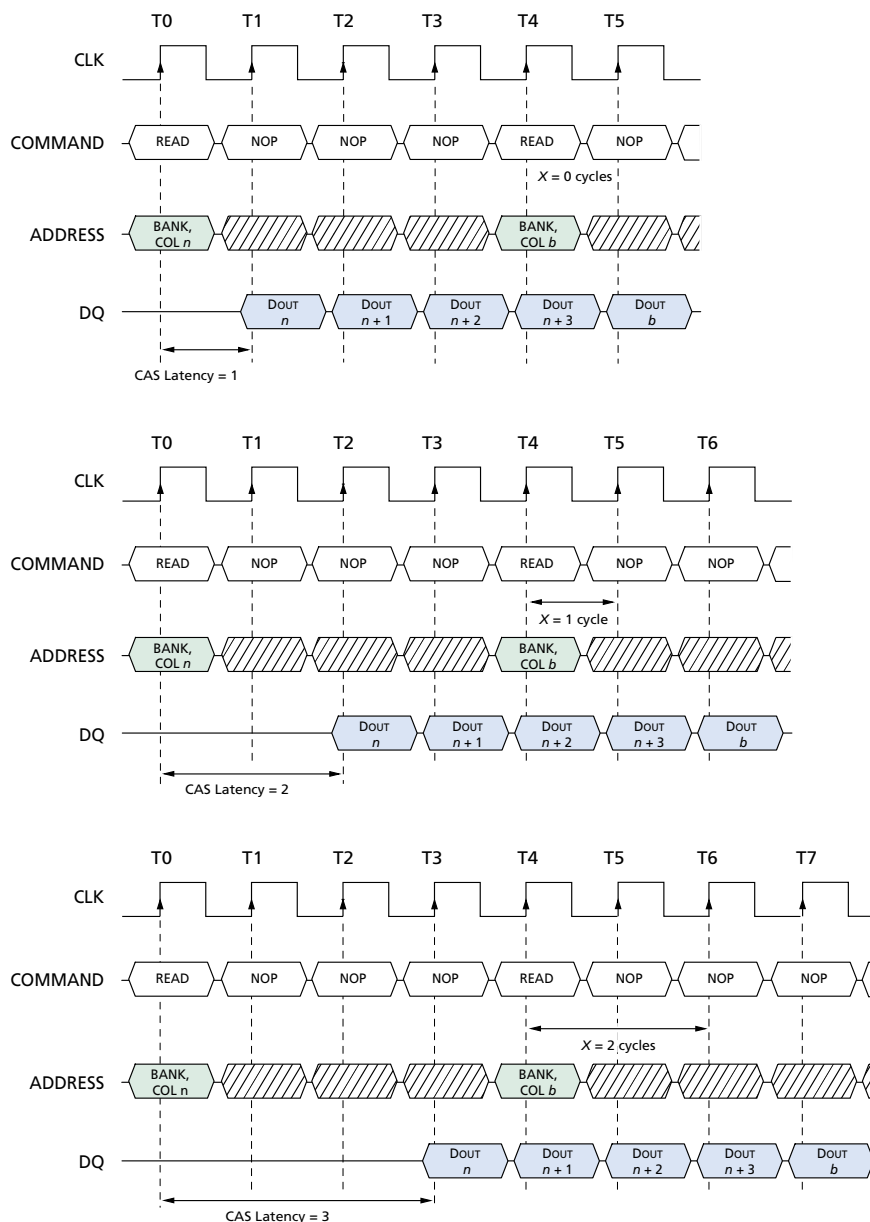 T0 T1 T2 T3 T4 T5
CLK
COMMAND READ NOP NOP NOP READ NOP
X = 0 cycles
ADDRESS BANK, COL n BANK, COL b
DQ DOUT n DOUT n + 1 DOUT n + 2 DOUT n + 3 DOUT b
CAS Latency = 1
T0 T1 T2 T3 T4 T5 T6
CLK
COMMAND READ NOP NOP NOP READ NOP NOP
X = 1 cycle
ADDRESS BANK, COL n BANK, COL b
DQ DOUT n DOUT n + 1 DOUT n + 2 DOUT n + 3 DOUT b
CAS Latency = 2
T0 T1 T2 T3 T4 T5 T6 T7
CLK
COMMAND READ NOP NOP NOP READ NOP NOP NOP
X = 2 cycles
ADDRESS BANK, COL n BANK, COL b
DQ DOUT n DOUT n + 1 DOUT n + 2 DOUT n + 3 DOUT b
CAS Latency = 3